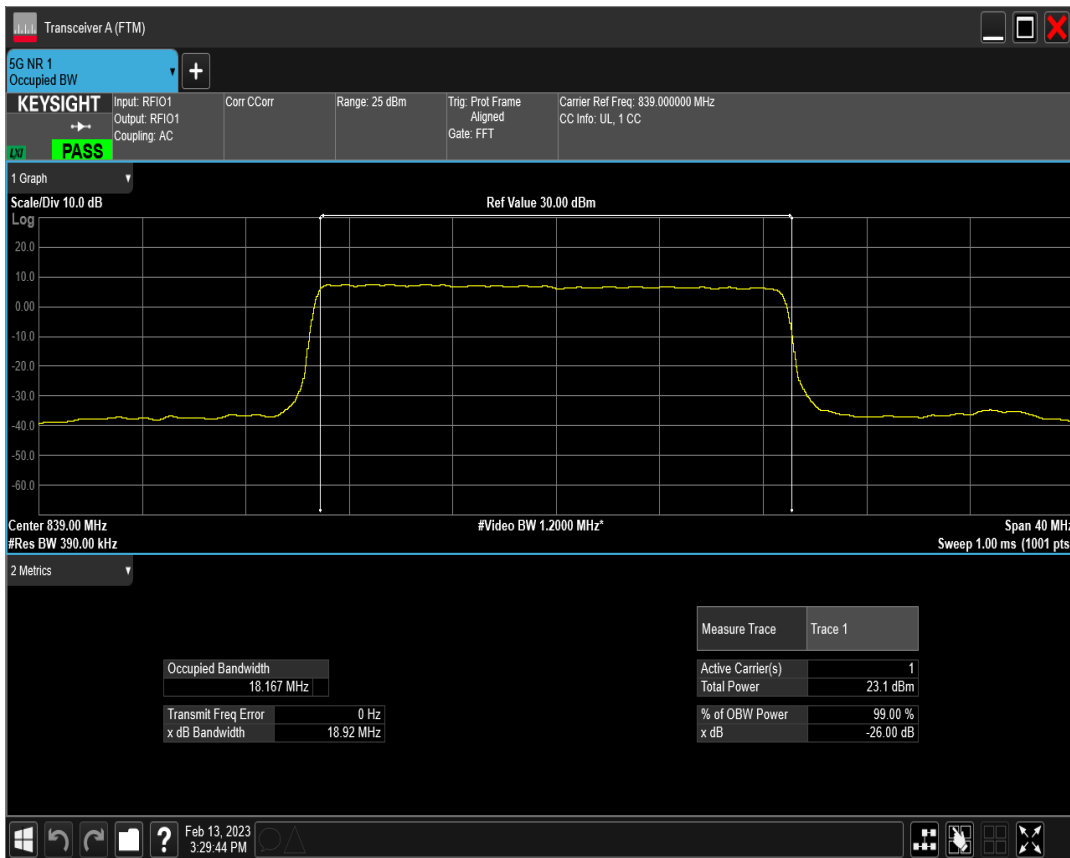 Transceiver A (FTM)
5G NR 1
Occupied BW
+
KEYSIGHT
LXI
PASS
Input: RFIO1
Output: RFIO1
Coupling: AC
Corr CCorr
Range: 25 dBm
Trig: Prot Frame
Aligned
Gate: FFT
Carrier Ref Freq: 839.000000 MHz
CC Info: UL, 1 CC
1 Graph
Scale/Div 10.0 dB
Ref Value 30.00 dBm
Log
20.0
10.0
0.00
-10.0
-20.0
-30.0
-40.0
-50.0
-60.0
Center 839.00 MHz
#Video BW 1.2000 MHz*
Span 40 MHz
#Res BW 390.00 kHz
Sweep 1.00 ms (1001 pts
2 Metrics
Measure Trace Trace 1
Occupied Bandwidth
18.167 MHz
Active Carrier(s) 1
Total Power 23.1 dBm
Transmit Freq Error 0 Hz
x dB Bandwidth 18.92 MHz
% of OBW Power 99.00 %
x dB -26.00 dB
?
Feb 13, 2023
3:29:44 PM